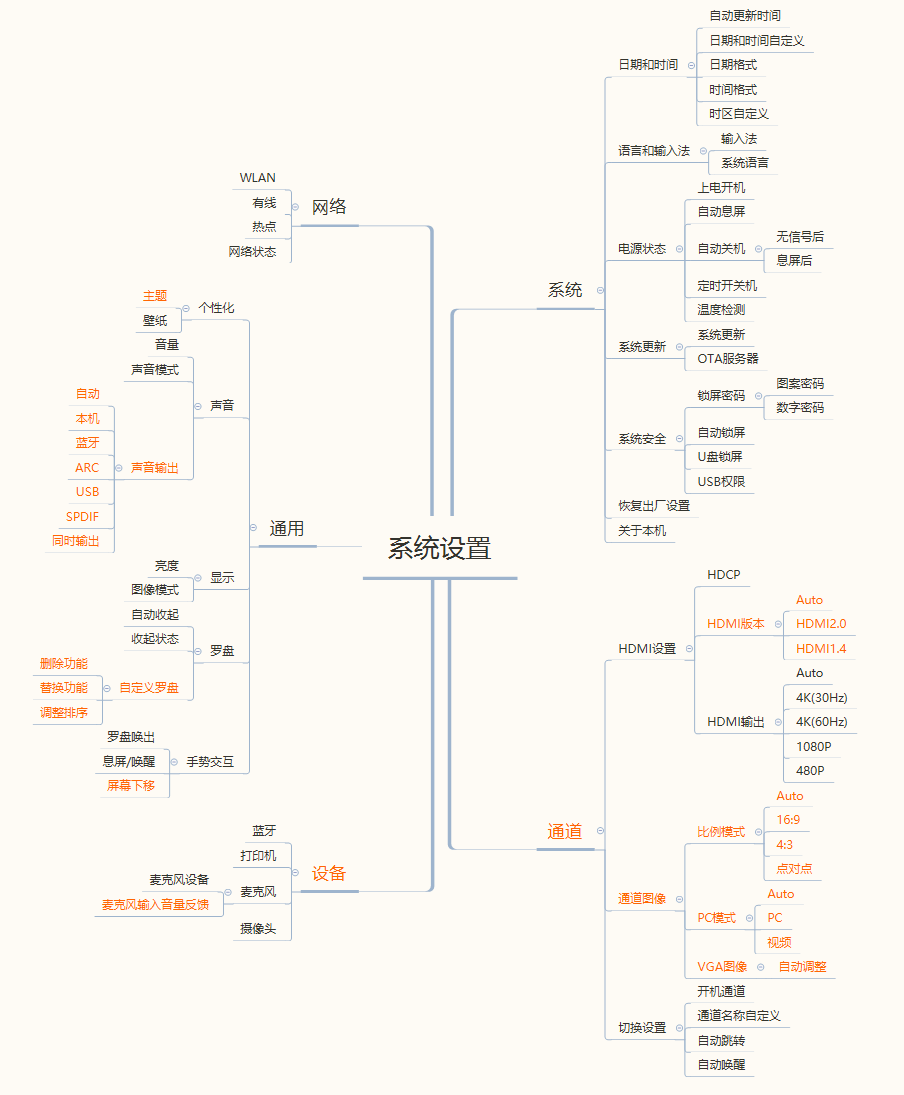 系统设置
网络
WLAN
有线
热点
网络状态
通用
个性化
主题
壁纸
声音
音量
声音模式
声音输出
自动
本机
蓝牙
ARC
USB
SPDIF
同时输出
显示
亮度
图像模式
罗盘
自动收起
收起状态
自定义罗盘
删除功能
替换功能
调整排序
手势交互
罗盘唤出
息屏/唤醒
屏幕下移
设备
蓝牙
打印机
麦克风
麦克风设备
麦克风输入音量反馈
摄像头
系统
日期和时间
自动更新时间
日期和时间自定义
日期格式
时间格式
时区自定义
语言和输入法
输入法
系统语言
电源状态
上电开机
自动息屏
自动关机
无信号后
息屏后
定时开关机
温度检测
系统更新
系统更新
OTA服务器
系统安全
锁屏密码
图案密码
数字密码
自动锁屏
U盘锁屏
USB权限
恢复出厂设置
关于本机
通道
HDMI设置
HDCP
HDMI版本
Auto
HDMI2.0
HDMI1.4
HDMI输出
Auto
4K(30Hz)
4K(60Hz)
1080P
480P
通道图像
比例模式
Auto
16:9
4:3
点对点
PC模式
Auto
PC
视频
VGA图像
自动调整
切换设置
开机通道
通道名称自定义
自动跳转
自动唤醒